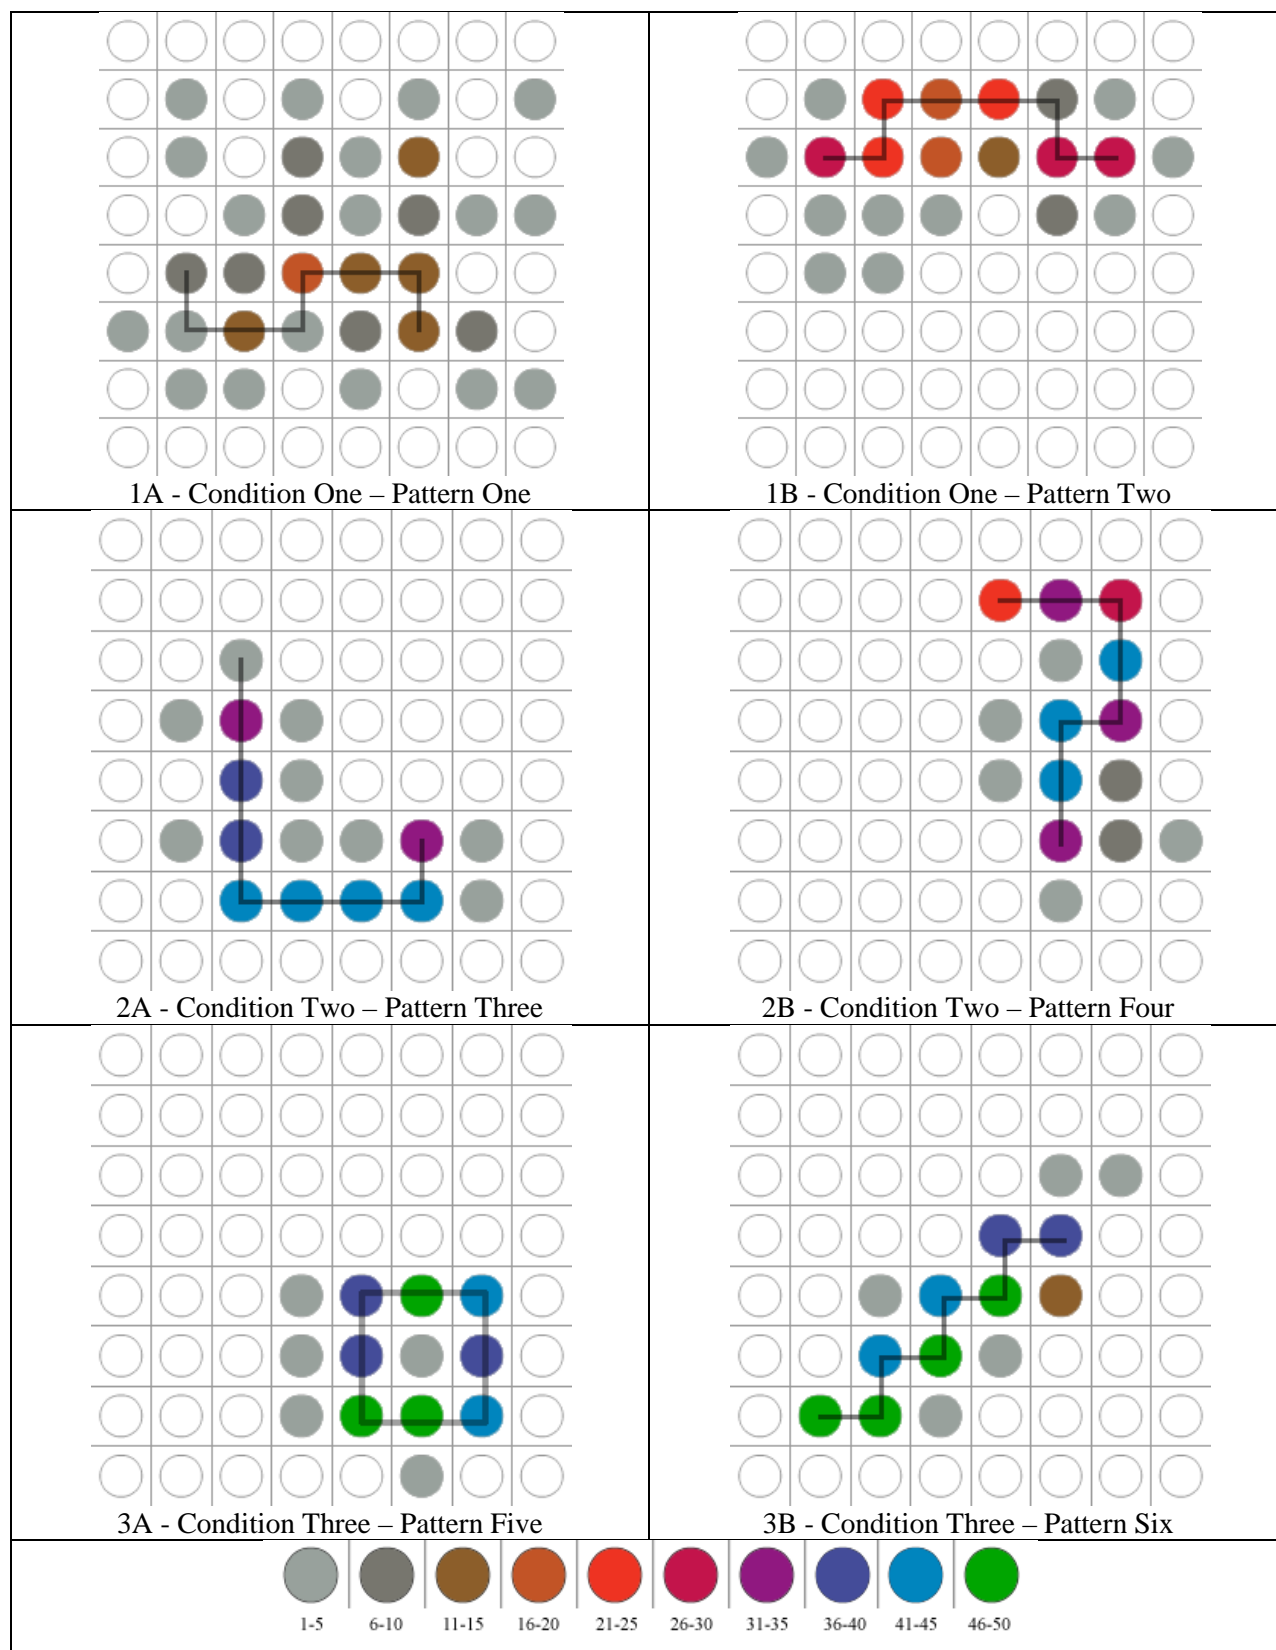 1A - Condition One – Pattern One
1B - Condition One – Pattern Two
2A - Condition Two – Pattern Three
2B - Condition Two – Pattern Four
3A - Condition Three – Pattern Five
3B - Condition Three – Pattern Six
1-5 6-10 11-15 16-20 21-25 26-30 31-35 36-40 41-45 46-50